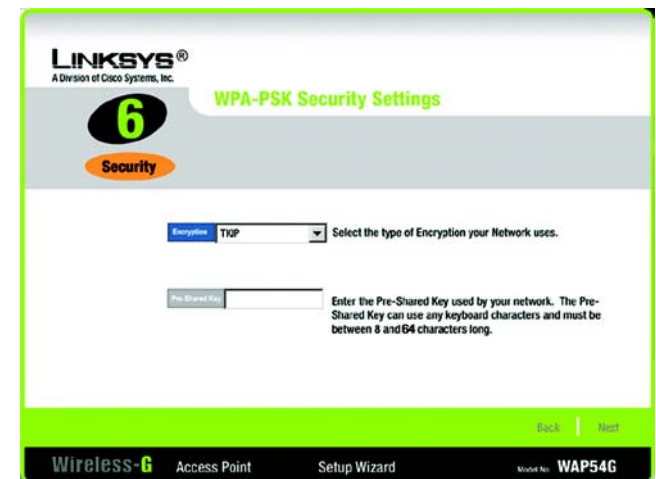 LINKSYS®
A Division of Cisco Systems, Inc.
WPA-PSK Security Settings
6
Security
Encryption TKIP Select the type of Encryption your Network uses.
Pre-Shared Key Enter the Pre-Shared Key used by your network. The Pre-
Shared Key can use any keyboard characters and must be
between 8 and 64 characters long.
Back Next
Wireless-G Access Point Setup Wizard Model No. WAP54G